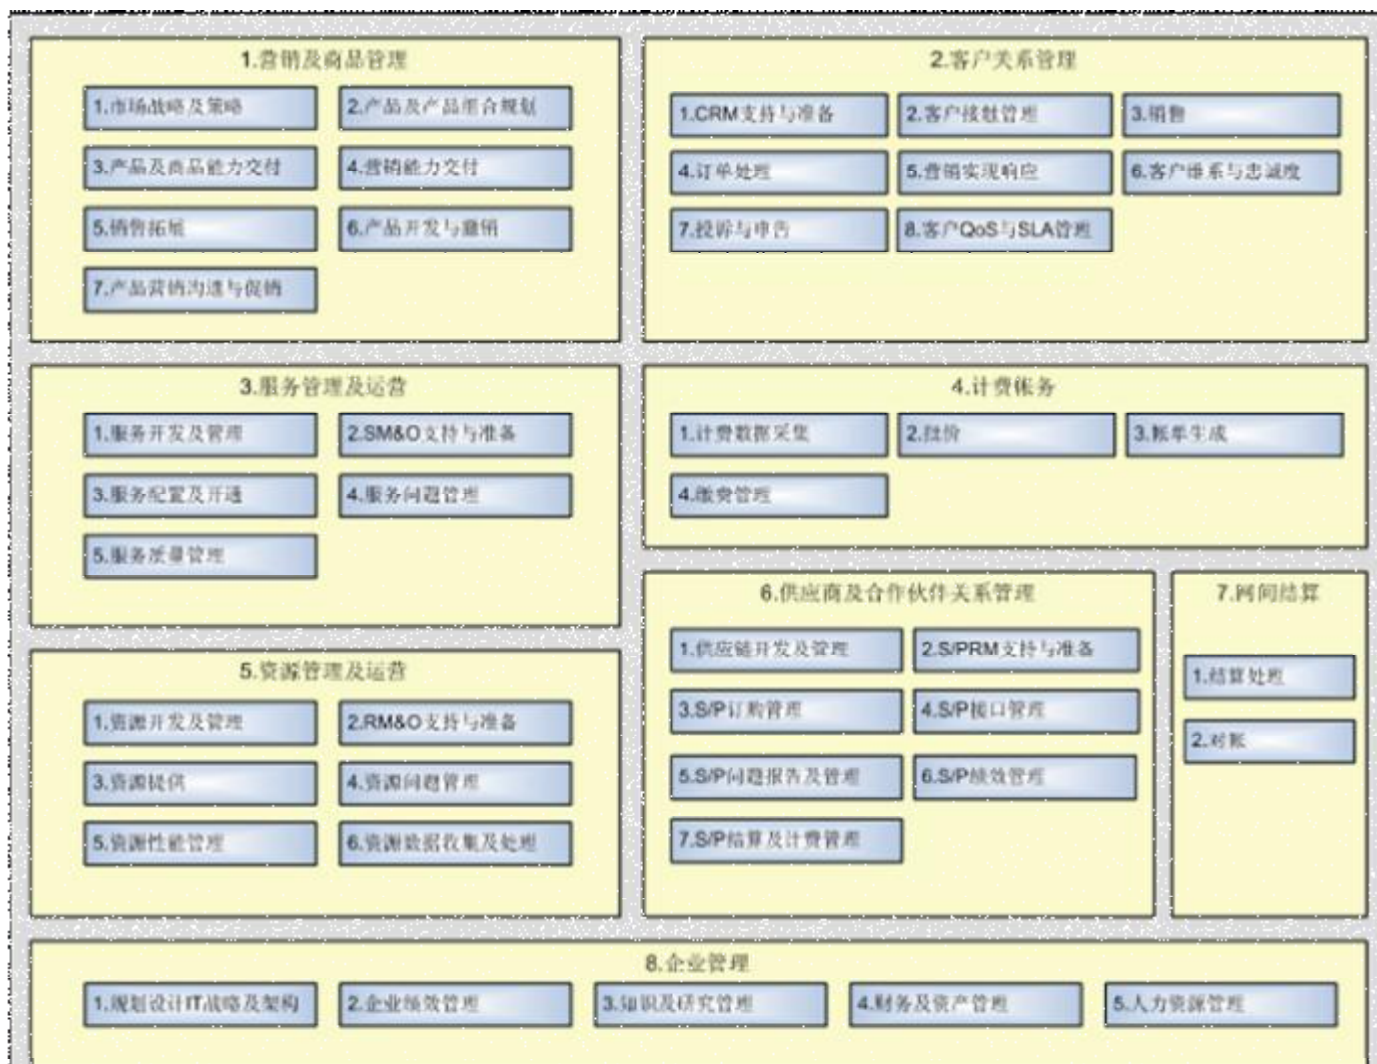 1.营销及商品管理
1.市场战略及策略
2.产品及产品组合规划
3.产品及商品能力交付
4.营销能力交付
5.销售拓展
6.产品开发与撤销
7.产品营销沟通与促销
2.客户关系管理
1.CRM支持与准备
2.客户接触管理
3.销售
4.订单处理
5.营销实现响应
6.客户维系与忠诚度
7.投诉与申告
8.客户QoS与SLA管理
3.服务管理及运营
1.服务开发及管理
2.SM&O支持与准备
3.服务配置及开通
4.服务问题管理
5.服务质量管理
4.计费帐务
1.计费数据采集
2.批价
3.账单生成
4.缴费管理
5.资源管理及运营
1.资源开发及管理
2.RM&O支持与准备
3.资源提供
4.资源问题管理
5.资源性能管理
6.资源数据收集及处理
6.供应商及合作伙伴关系管理
1.供应链开发及管理
2.S/PRM支持与准备
3.S/P订购管理
4.S/P接口管理
5.S/P问题报告及管理
6.S/P绩效管理
7.S/P结算及计费管理
7.网间结算
1.结算处理
2.对账
8.企业管理
1.规划设计IT战略及架构
2.企业绩效管理
3.知识及研究管理
4.财务及资产管理
5.人力资源管理